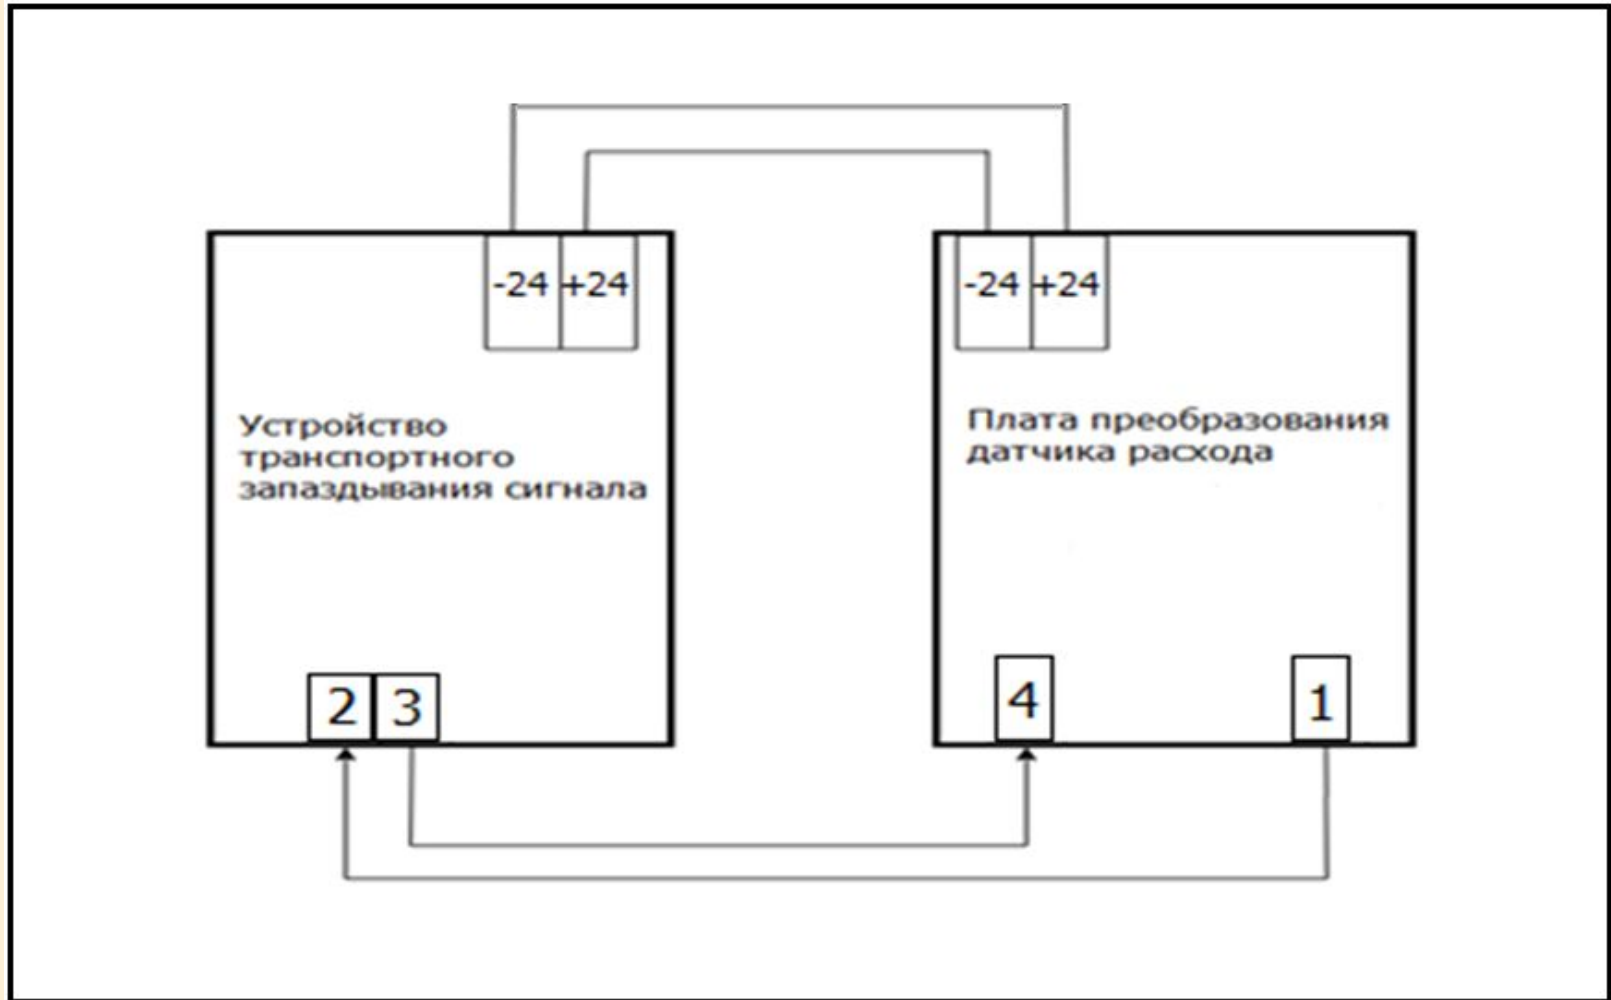 -24 +24
-24 +24
Устройство
транспортного
запаздывания сигнала
Плата преобразования
датчика расхода
2 3
4
1